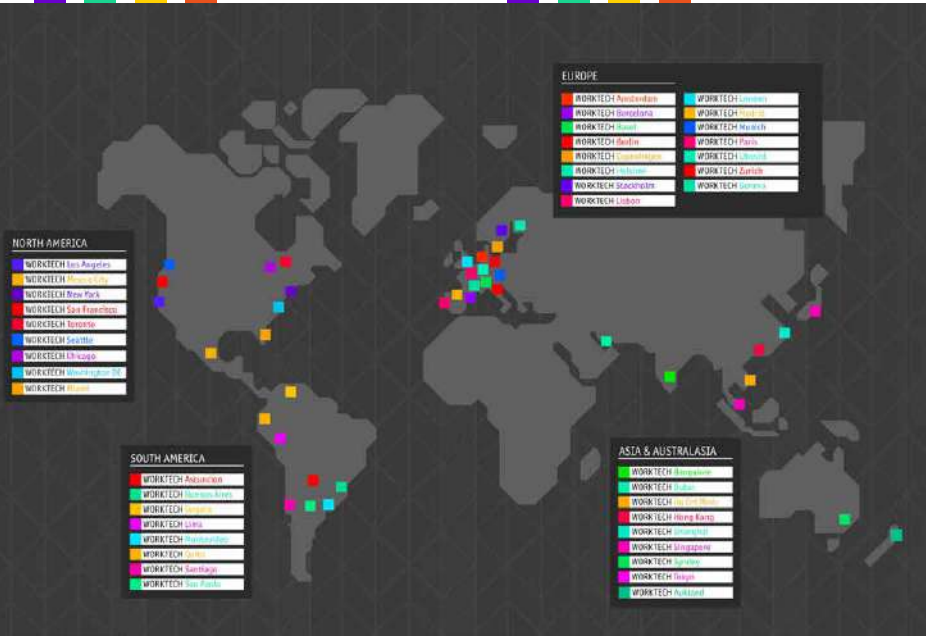 EUROPE
WORKTECH Amsterdam
WORKTECH Barcelona
WORKTECH Basel
WORKTECH Berlin
WORKTECH Copenhagen
WORKTECH Helsinki
WORKTECH Stockholm
WORKTECH Lisbon
WORKTECH London
WORKTECH Madrid
WORKTECH Munich
WORKTECH Paris
WORKTECH
WORKTECH Zurich
WORKTECH Geneva
NORTH AMERICA
WORKTECH Los Angeles
WORKTECH Mexico City
WORKTECH New York
WORKTECH San Francisco
WORKTECH Toronto
WORKTECH Seattle
WORKTECH Chicago
WORKTECH Washington DC
WORKTECH Miami
SOUTH AMERICA
WORKTECH Asuncion
WORKTECH Buenos Aires
WORKTECH Bogota
WORKTECH Lima
WORKTECH Montevideo
WORKTECH Quito
WORKTECH Santiago
WORKTECH Sao Paolo
ASIA & AUSTRALASIA
WORKTECH Bangalore
WORKTECH Dubai
WORKTECH Ho Chi Minh
WORKTECH Hong Kong
WORKTECH Shanghai
WORKTECH Singapore
WORKTECH Sydney
WORKTECH Tokyo
WORKTECH Auckland